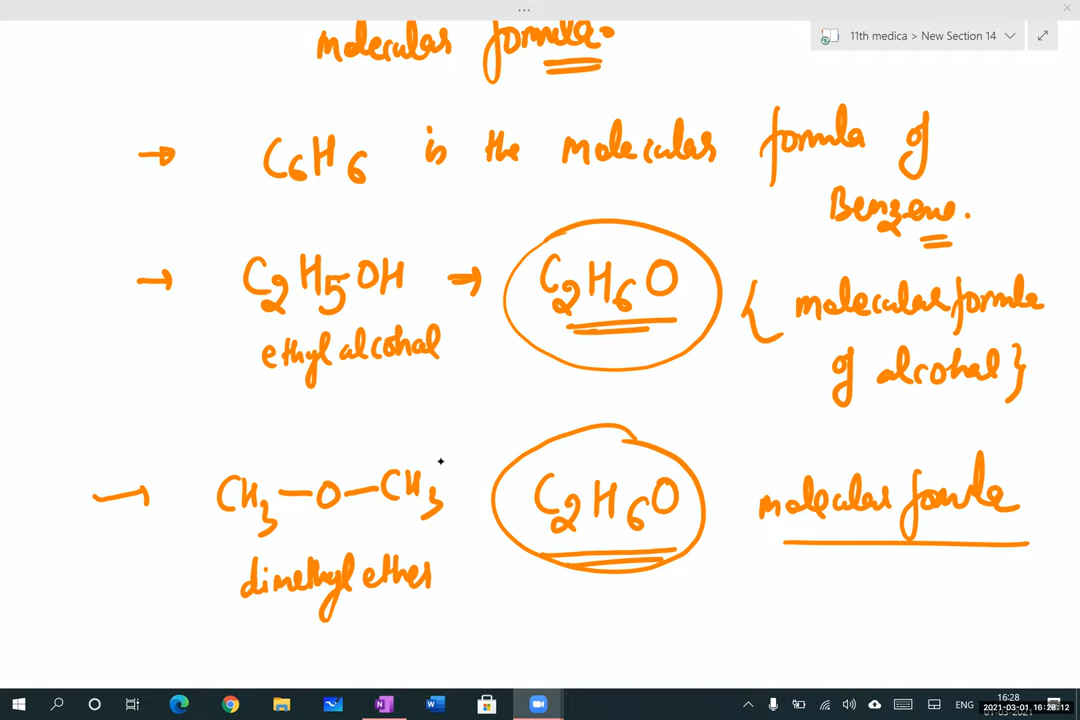 ...
11th medica > New Section 14
molecular formula.
→ C6H6 is the molecular formula of
Benzene.
→ C2H5OH → C2H6O { molecular formula
ethyl alcohal of alcohal }
CH3 — O — CH3 C2H6O molecular formula
dimethyl ether
16:28
ENG
2021-03-01, 16:28:12